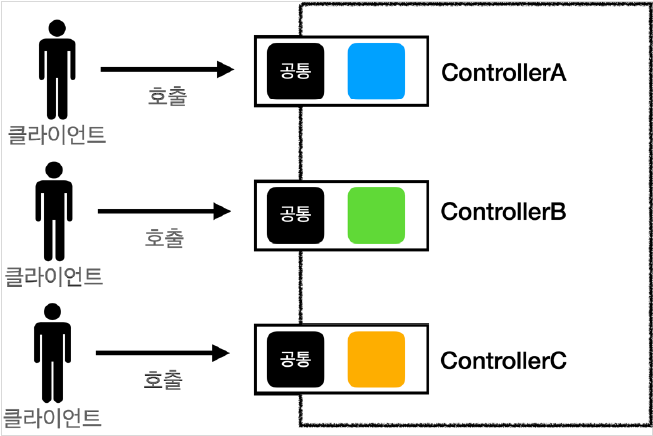 공통
ControllerA
호출
클라이언트
공통
ControllerB
호출
클라이언트
공통
ControllerC
호출
클라이언트